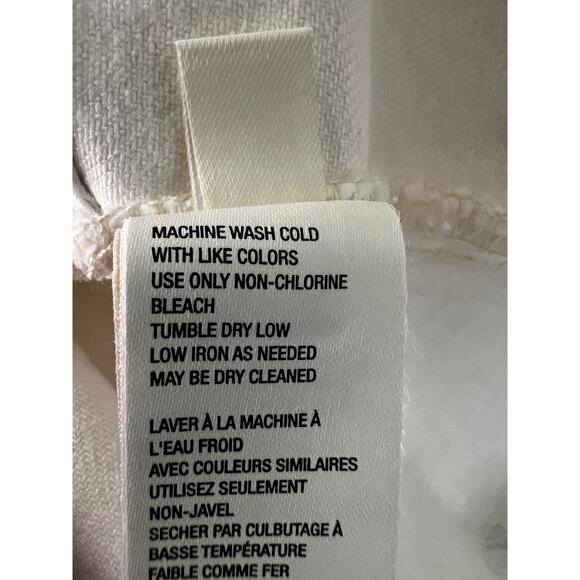 MACHINE WASH COLD
WITH LIKE COLORS
USE ONLY NON-CHLORINE
BLEACH
TUMBLE DRY LOW
LOW IRON AS NEEDED
MAY BE DRY CLEANED
LAVER À LA MACHINE À
L'EAU FROID
AVEC COULEURS SIMILAIRES
UTILISEZ SEULEMENT
NON-JAVEL
SECHER PAR CULBUTAGE À
BASSE TEMPÉRATURE
FAIBLE COMME FER